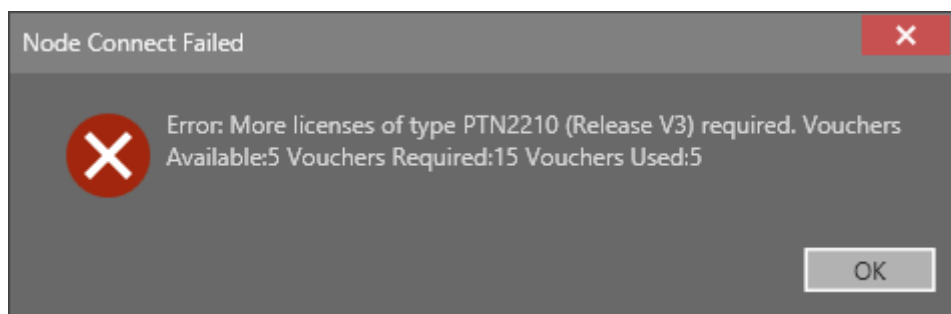 Node Connect Failed
Error: More licenses of type PTN2210 (Release V3) required. Vouchers
Available:5 Vouchers Required:15 Vouchers Used:5
OK